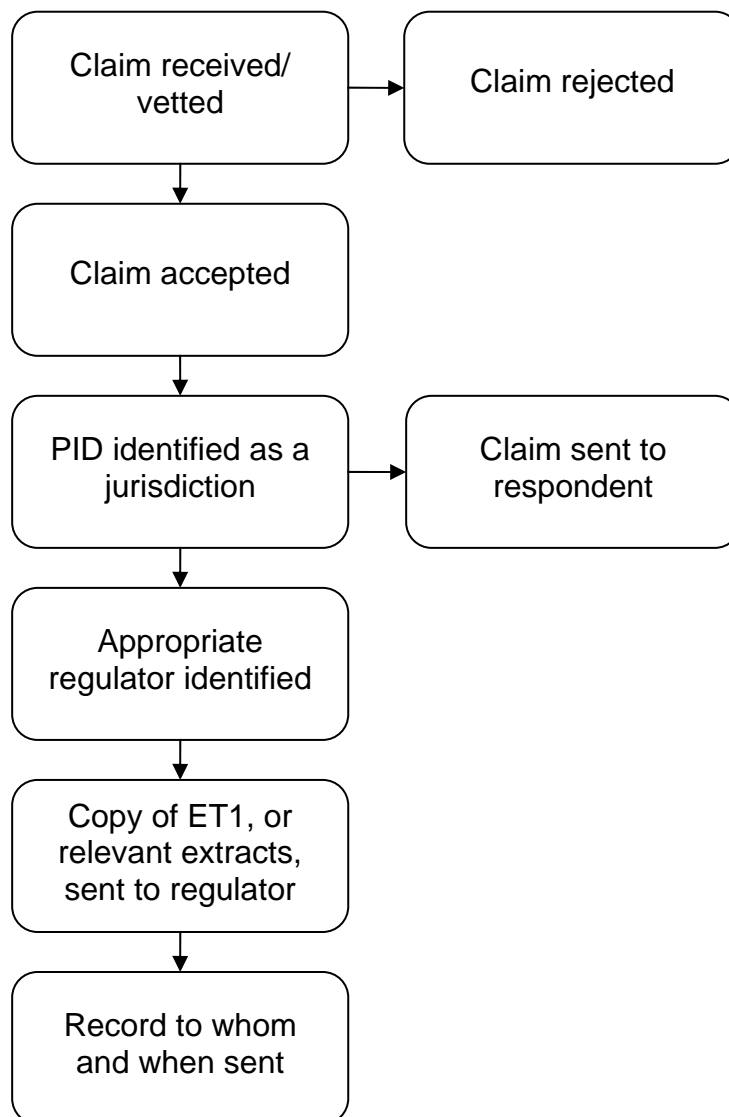 Claim received/
vetted
Claim rejected
Claim accepted
PID identified as a
jurisdiction
Claim sent to
respondent
Appropriate
regulator identified
Copy of ET1, or
relevant extracts,
sent to regulator
Record to whom
and when sent